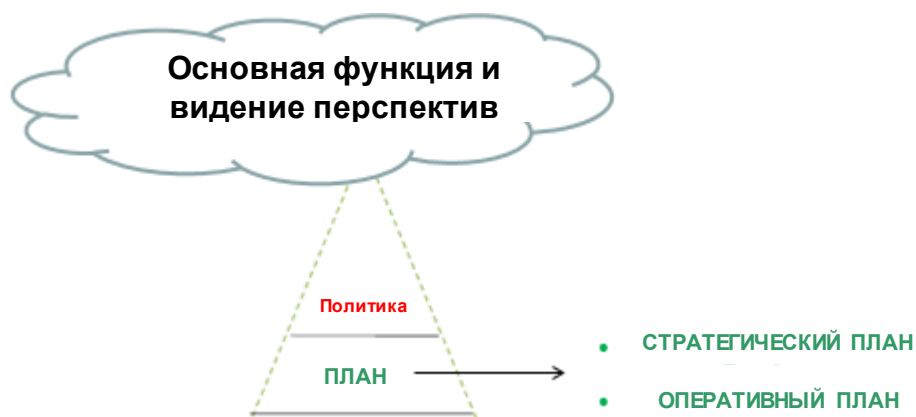 Основная функция и
видение перспектив
Политика
ПЛАН
• СТРАТЕГИЧЕСКИЙ ПЛАН
• ОПЕРАТИВНЫЙ ПЛАН